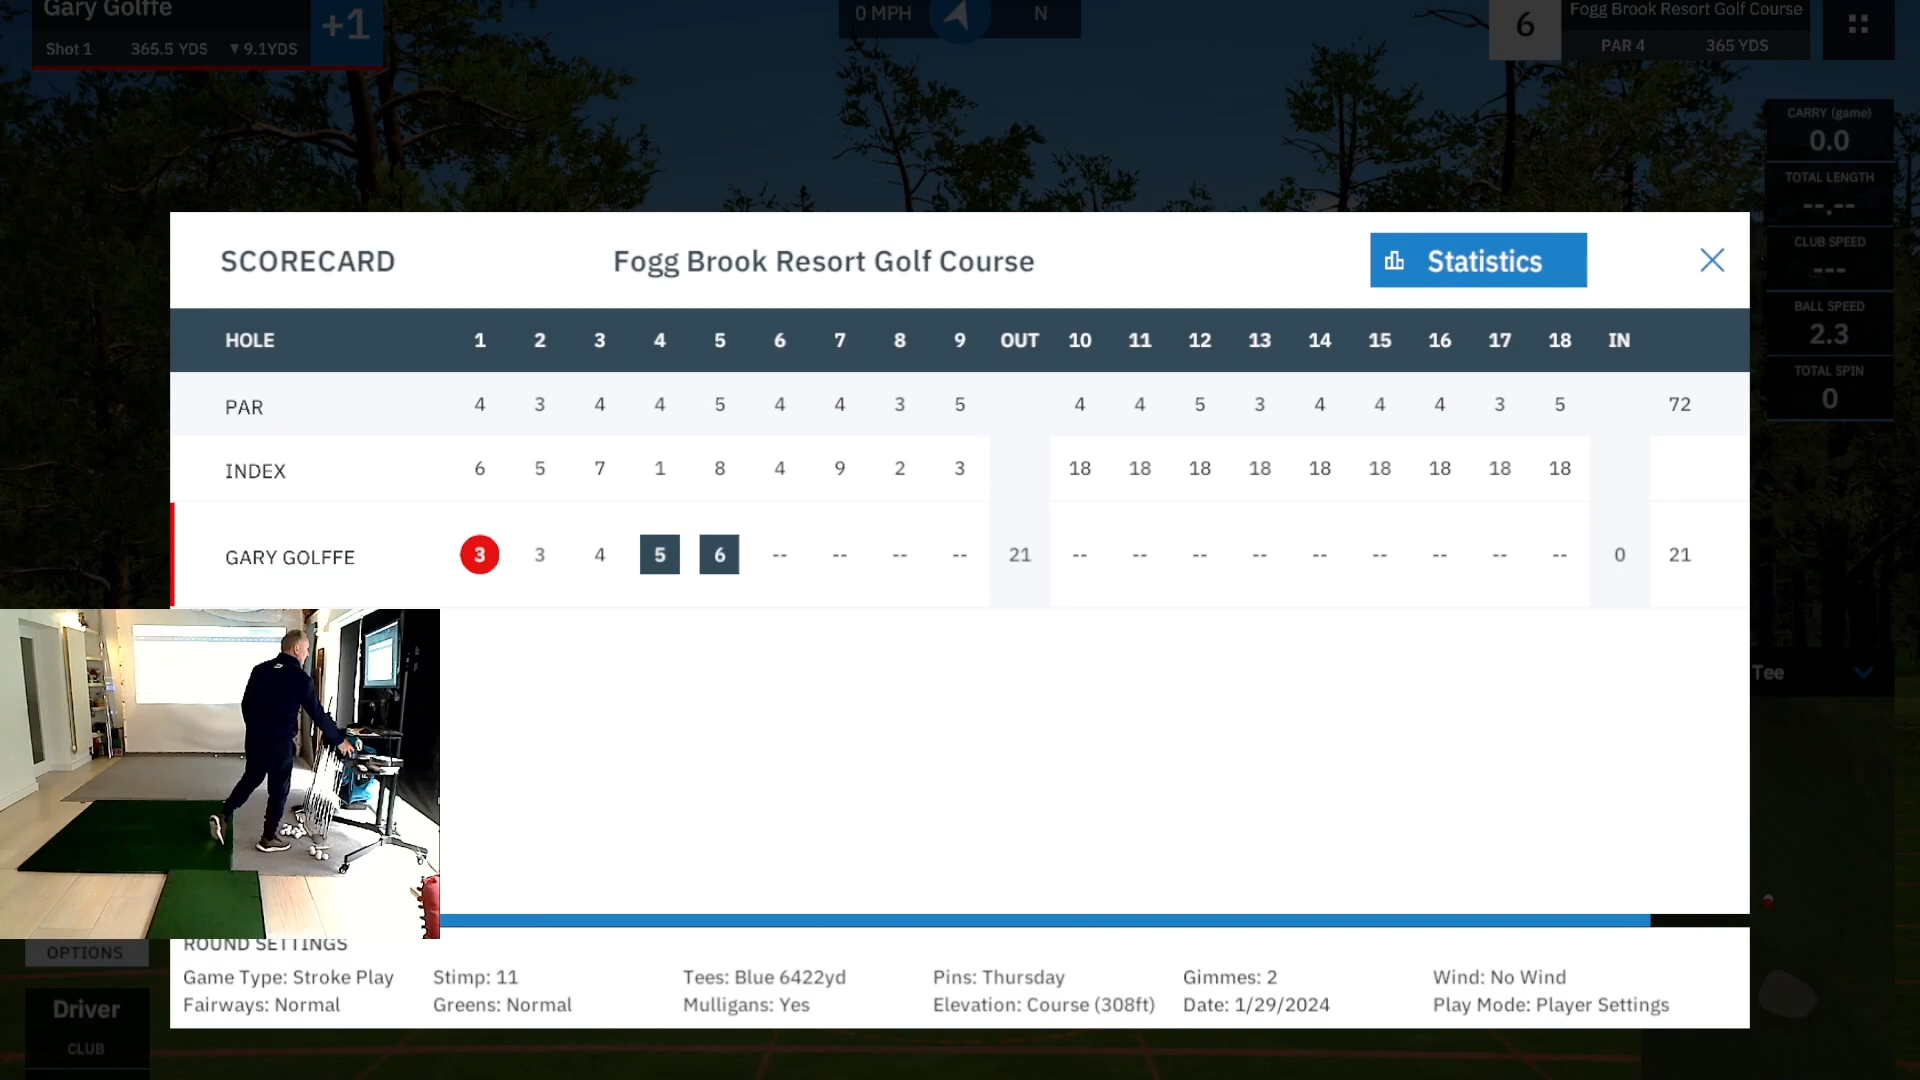 Gary Golffe
+1
Shot 1 365.5 YDS ▼ 9.1YDS
0 MPH N
6 Fogg Brook Resort Golf Course
PAR 4 365 YDS
CARRY (game)
0.0
TOTAL LENGTH
--.--
CLUB SPEED
---
BALL SPEED
2.3
TOTAL SPIN
0
SCORECARD Fogg Brook Resort Golf Course Statistics
HOLE 1 2 3 4 5 6 7 8 9 OUT 10 11 12 13 14 15 16 17 18 IN
PAR 4 3 4 4 5 4 4 3 5 4 4 5 3 4 4 4 3 5 72
INDEX 6 5 7 1 8 4 9 2 3 18 18 18 18 18 18 18 18 18
GARY GOLFFE 3 3 4 5 6 -- -- -- -- 21 -- -- -- -- -- -- -- -- -- 0 21
Tee
ROUND SETTINGS
Game Type: Stroke Play Stimp: 11 Tees: Blue 6422yd Pins: Thursday Gimmes: 2 Wind: No Wind
Fairways: Normal Greens: Normal Mulligans: Yes Elevation: Course (308ft) Date: 1/29/2024 Play Mode: Player Settings
OPTIONS
Driver
CLUB